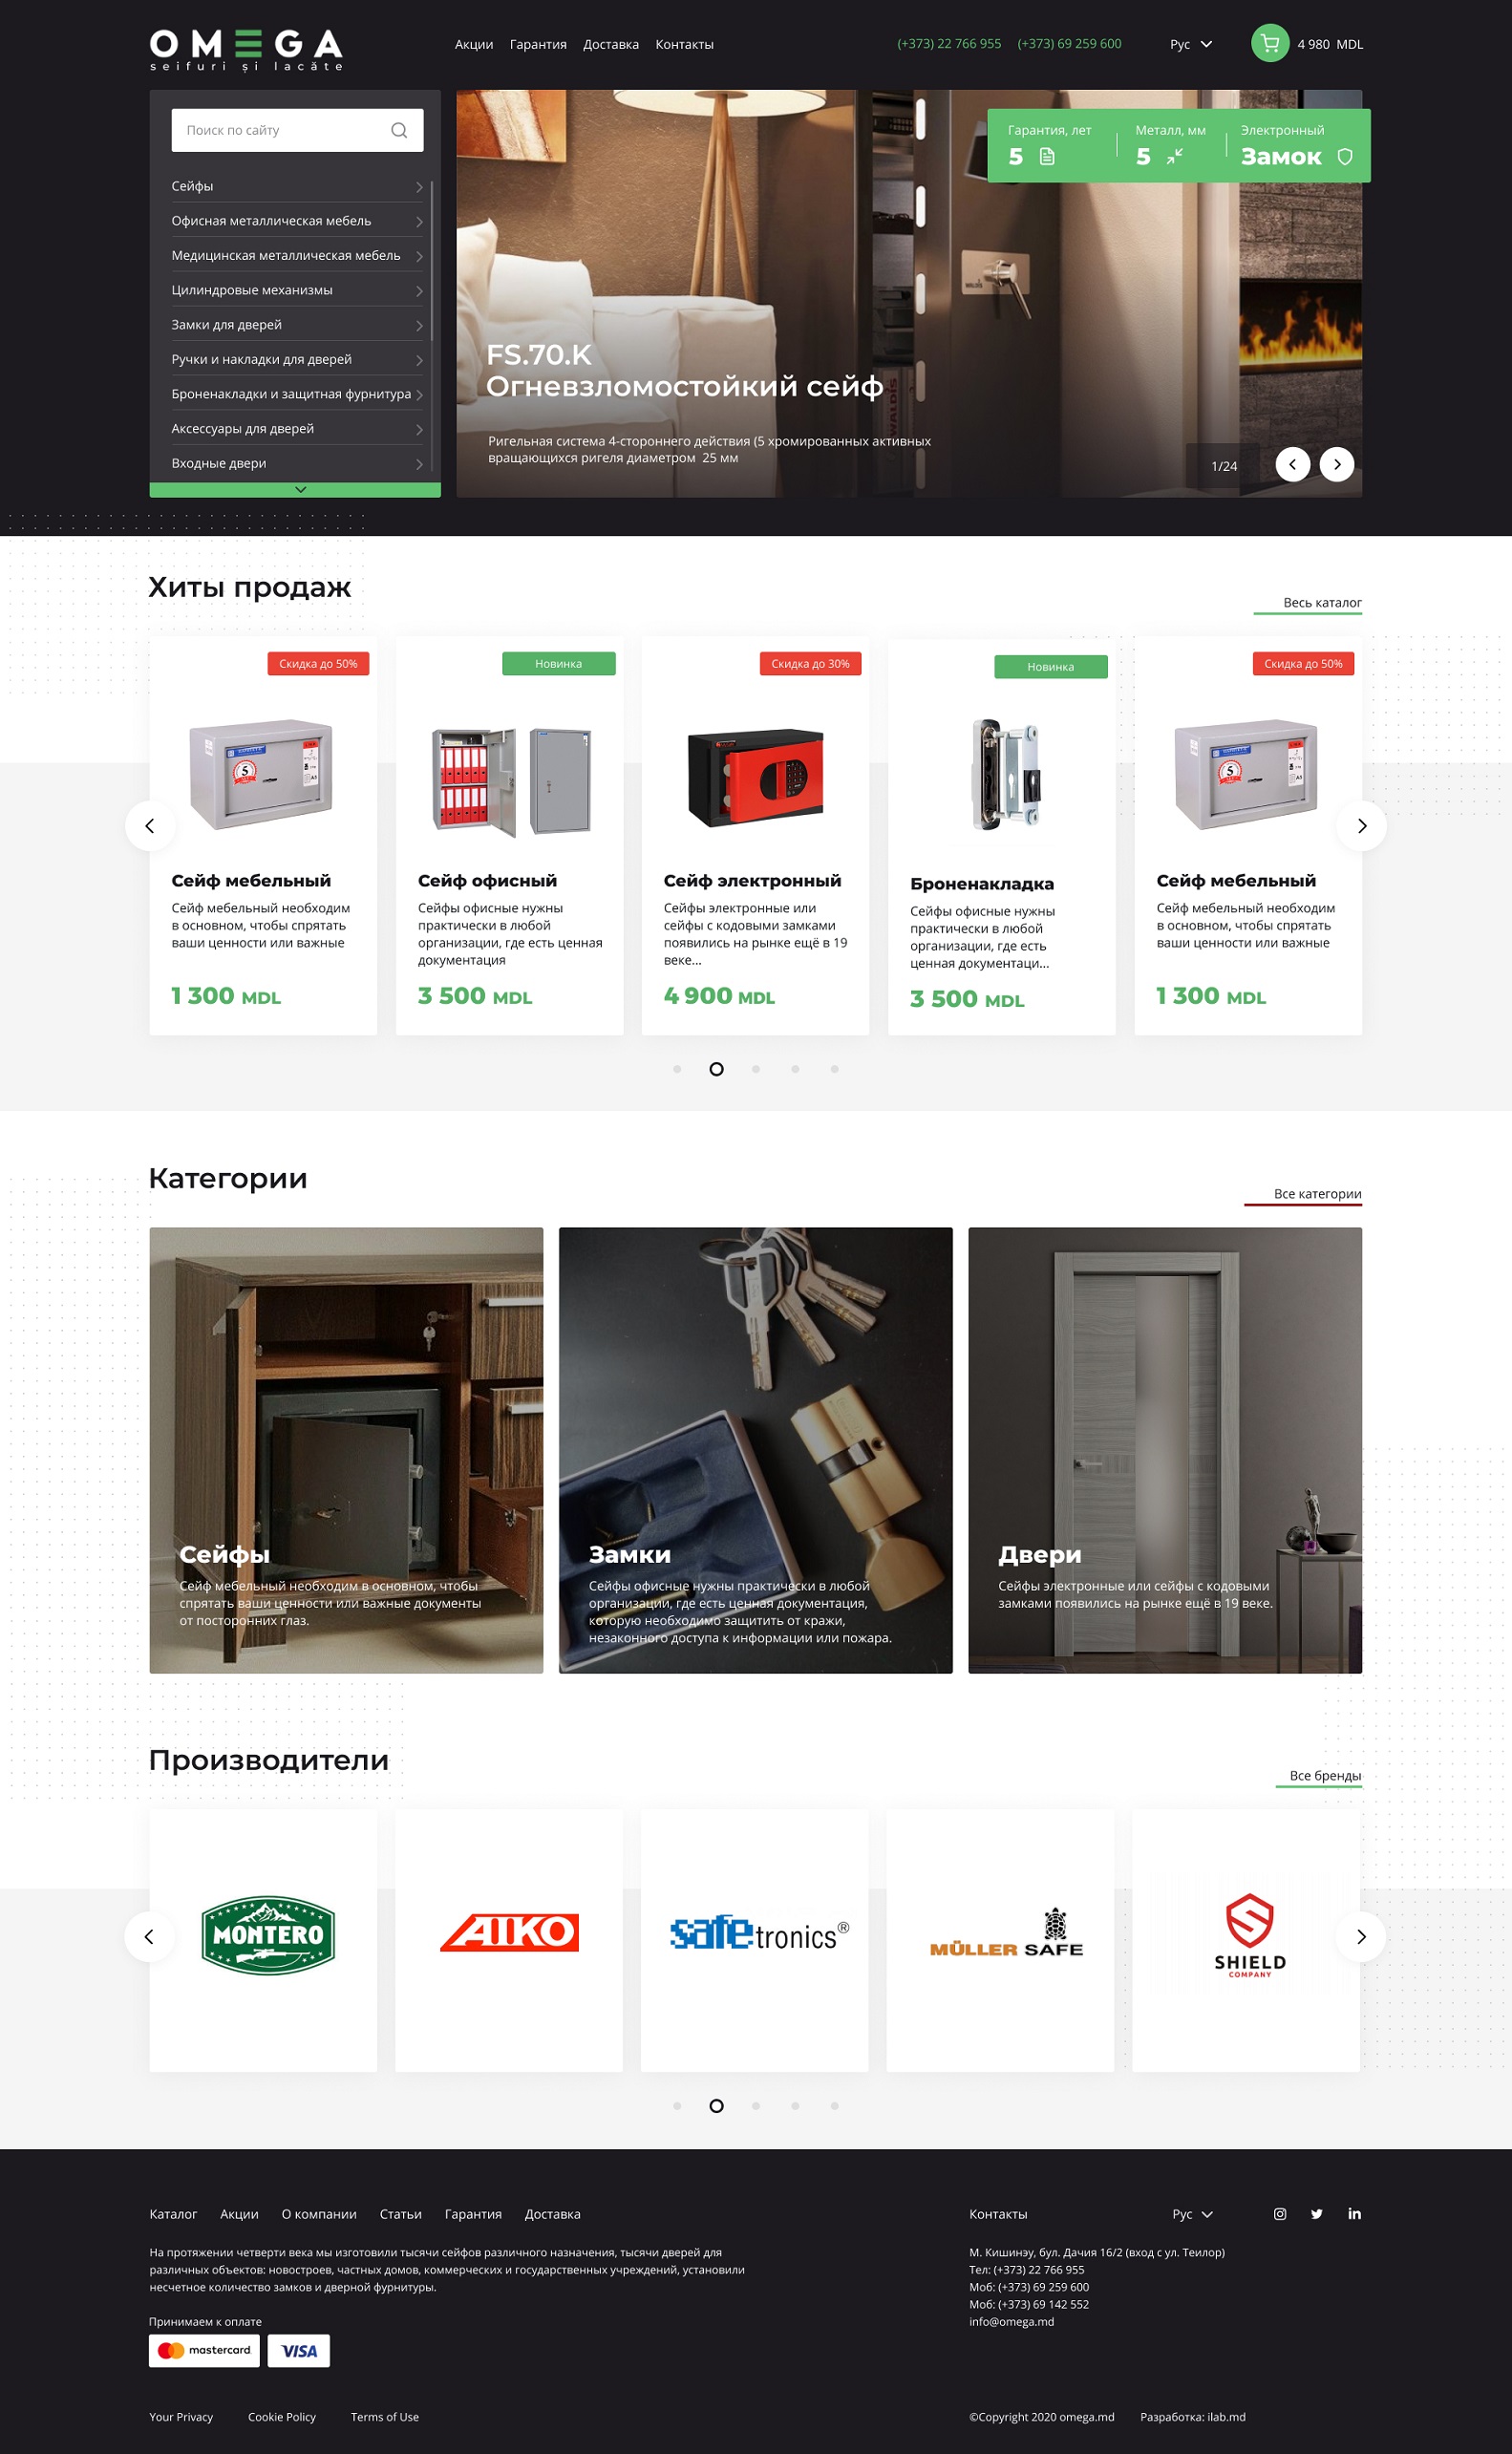 OMEGA
seifuri și lacăte
Акции Гарантия Доставка Контакты
(+373) 22 766 955 (+373) 69 259 600
Рус
4 980 MDL
Поиск по сайту
Сейфы
Офисная металлическая мебель
Медицинская металлическая мебель
Цилиндровые механизмы
Замки для дверей
Ручки и накладки для дверей
Броненакладки и защитная фурнитура
Аксессуары для дверей
Входные двери
Гарантия, лет
5
Металл, мм
5
Электронный
Замок
FS.70.K
Огневзломостойкий сейф
Ригельная система 4-стороннего действия (5 хромированных активных
вращающихся ригеля диаметром 25 мм
1/24
Хиты продаж
Весь каталог
Скидка до 50%
Сейф мебельный
Сейф мебельный необходим
в основном, чтобы спрятать
ваши ценности или важные
1 300 MDL
Новинка
Сейф офисный
Сейфы офисные нужны
практически в любой
организации, где есть ценная
документация
3 500 MDL
Скидка до 30%
Сейф электронный
Сейфы электронные или
сейфы с кодовыми замками
появились на рынке ещё в 19
веке...
4 900 MDL
Новинка
Броненакладка
Сейфы офисные нужны
практически в любой
организации, где есть
ценная документаци...
3 500 MDL
Скидка до 50%
Сейф мебельный
Сейф мебельный необходим
в основном, чтобы спрятать
ваши ценности или важные
1 300 MDL
Категории
Все категории
Сейфы
Сейф мебельный необходим в основном, чтобы
спрятать ваши ценности или важные документы
от посторонних глаз.
Замки
Сейфы офисные нужны практически в любой
организации, где есть ценная документация,
которую необходимо защитить от кражи,
незаконного доступа к информации или пожара.
Двери
Сейфы электронные или сейфы с кодовыми
замками появились на рынке ещё в 19 веке.
Производители
Все бренды
MONTERO
AIKO
safetronics®
MÜLLER SAFE
SHIELD
COMPANY
Каталог Акции О компании Статьи Гарантия Доставка
На протяжении четверти века мы изготовили тысячи сейфов различного назначения, тысячи дверей для
различных объектов: новостроев, частных домов, коммерческих и государственных учреждений, установили
несчетное количество замков и дверной фурнитуры.
Принимаем к оплате
mastercard VISA
Контакты
Рус
М. Кишинэу, бул. Дачия 16/2 (вход с ул. Теилор)
Тел: (+373) 22 766 955
Моб: (+373) 69 259 600
Моб: (+373) 69 142 552
info@omega.md
Your Privacy Cookie Policy Terms of Use
©Copyright 2020 omega.md Разработка: ilab.md